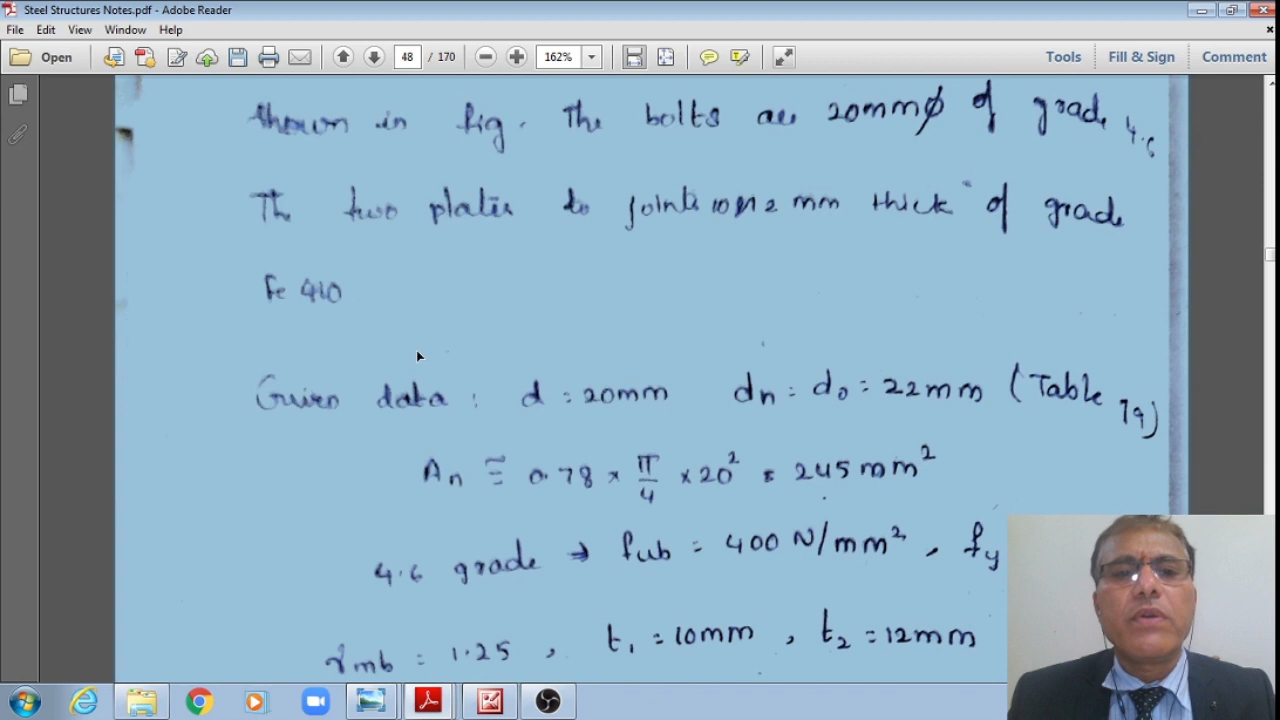 Steel Structures Notes.pdf - Adobe Reader
File Edit View Window Help
Open 48 / 170 162% Tools Fill & Sign Comment
shown in fig. The bolts are 20mmϕ of grade 4.6
The two plates to joints 10 12 mm thick of grade
Fe 410
Given data : d = 20mm dn = do = 22mm (Table 19)
An ≅ 0.78 × π/4 × 20² = 245 mm²
4.6 grade → fub = 400 N/mm², fy
γmb = 1.25 , t₁ = 10mm , t₂ = 12mm